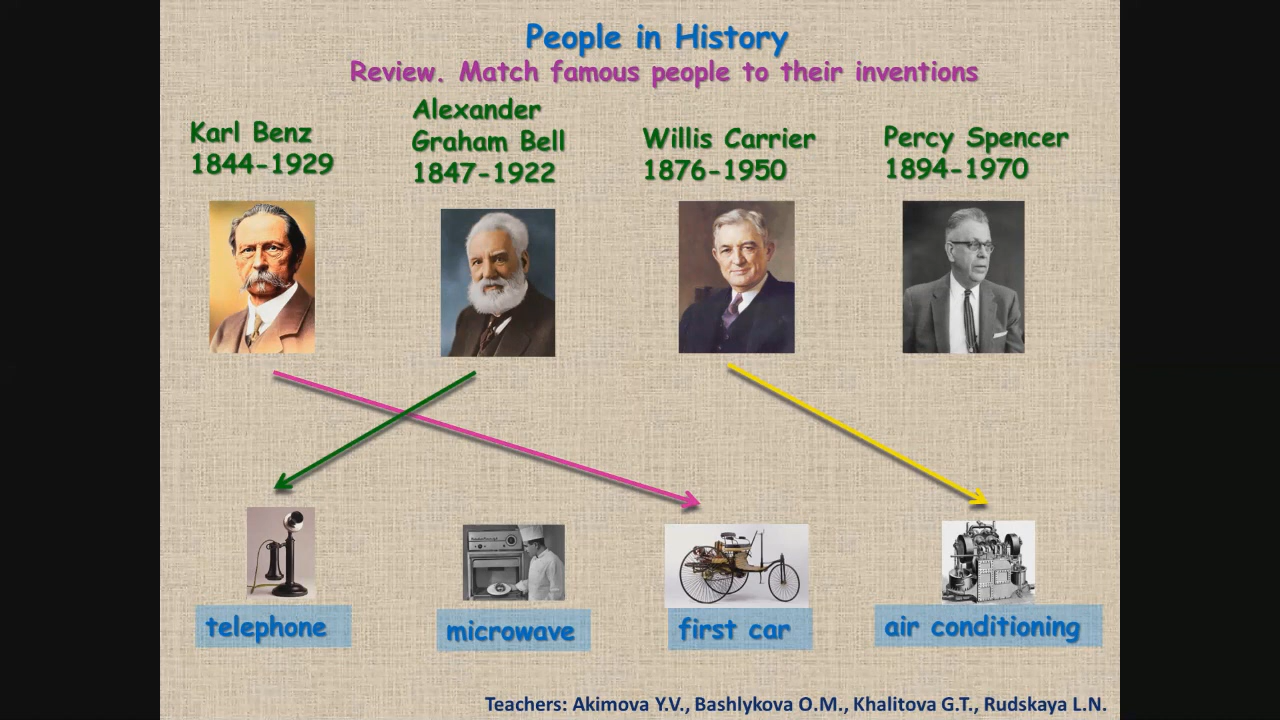 People in History
Review. Match famous people to their inventions
Karl Benz
1844-1929
Alexander
Graham Bell
1847-1922
Willis Carrier
1876-1950
Percy Spencer
1894-1970
telephone
microwave
first car
air conditioning
Teachers: Akimova Y.V., Bashlykova O.M., Khalitova G.T., Rudskaya L.N.